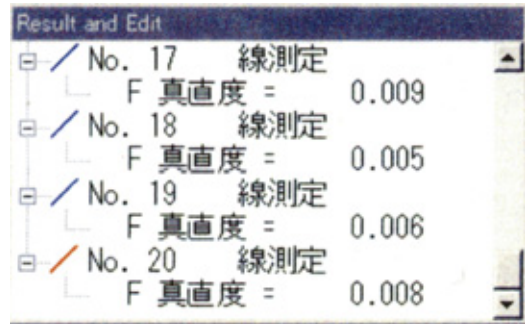 Result and Edit
No. 17 線測定
F 真直度 = 0.009
No. 18 線測定
F 真直度 = 0.005
No. 19 線測定
F 真直度 = 0.006
No. 20 線測定
F 真直度 = 0.008